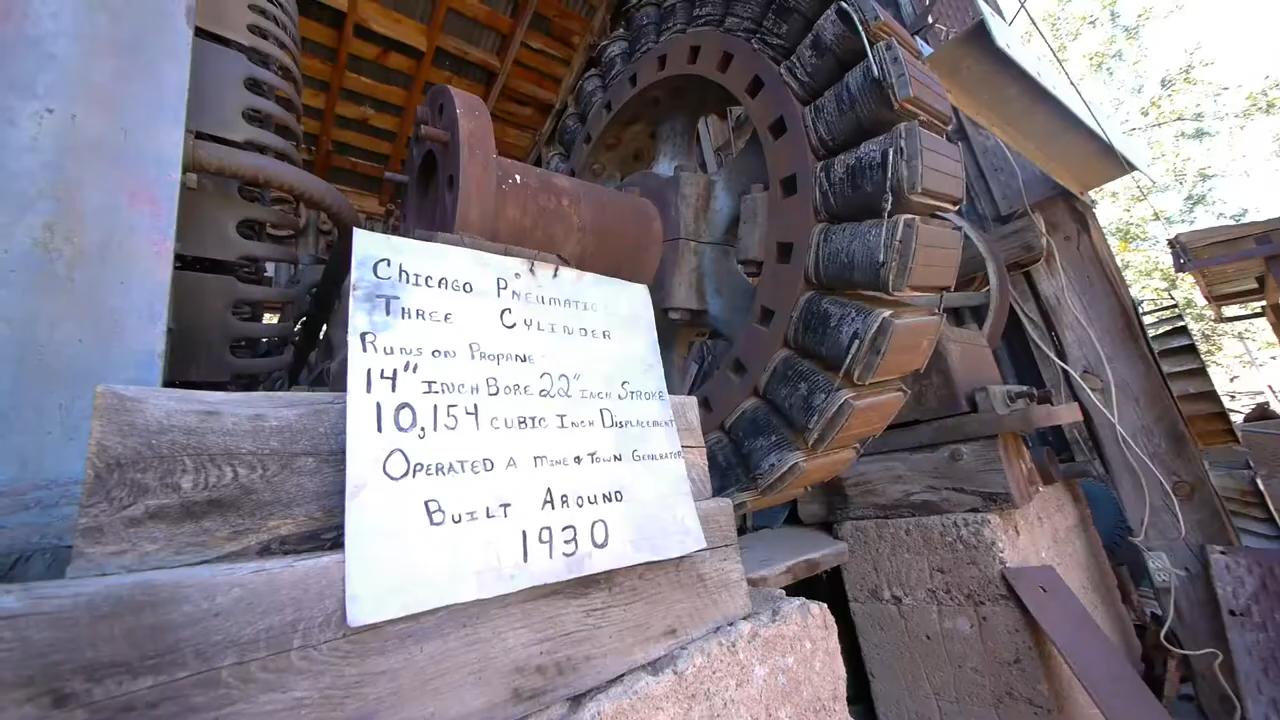 Chicago Pneumatic
Three Cylinder
Runs on Propane
14" Inch Bore 22" Inch Stroke
10,154 cubic Inch Displacement
Operated a mine & Town Generator
Built Around
1930